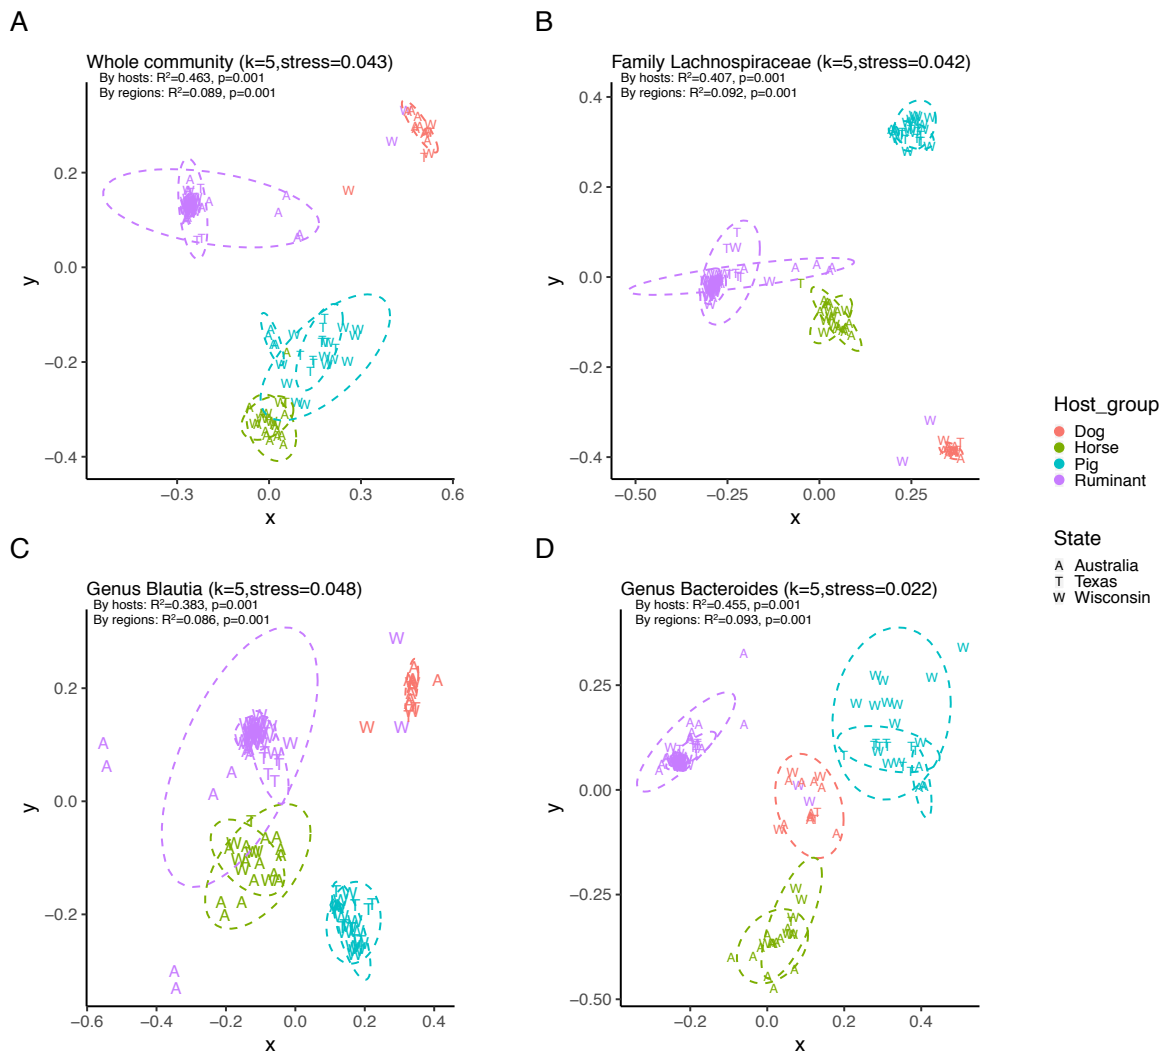 A
Whole community (k=5,stress=0.043)
By hosts: R²=0.463, p=0.001
By regions: R²=0.089, p=0.001
0.2
0.0
−0.2
−0.4
y
−0.3
0.0
0.3
0.6
x
B
Family Lachnospiraceae (k=5,stress=0.042)
By hosts: R²=0.407, p=0.001
By regions: R²=0.092, p=0.001
0.4
0.2
0.0
−0.2
−0.4
y
−0.50
−0.25
0.00
0.25
x
Host_group
Dog
Horse
Pig
Ruminant
State
A Australia
T Texas
W Wisconsin
C
Genus Blautia (k=5,stress=0.048)
By hosts: R²=0.383, p=0.001
By regions: R²=0.086, p=0.001
0.2
0.0
−0.2
y
−0.6
−0.4
−0.2
0.0
0.2
0.4
x
D
Genus Bacteroides (k=5,stress=0.022)
By hosts: R²=0.455, p=0.001
By regions: R²=0.093, p=0.001
0.25
0.00
−0.25
−0.50
y
−0.2
0.0
0.2
0.4
x